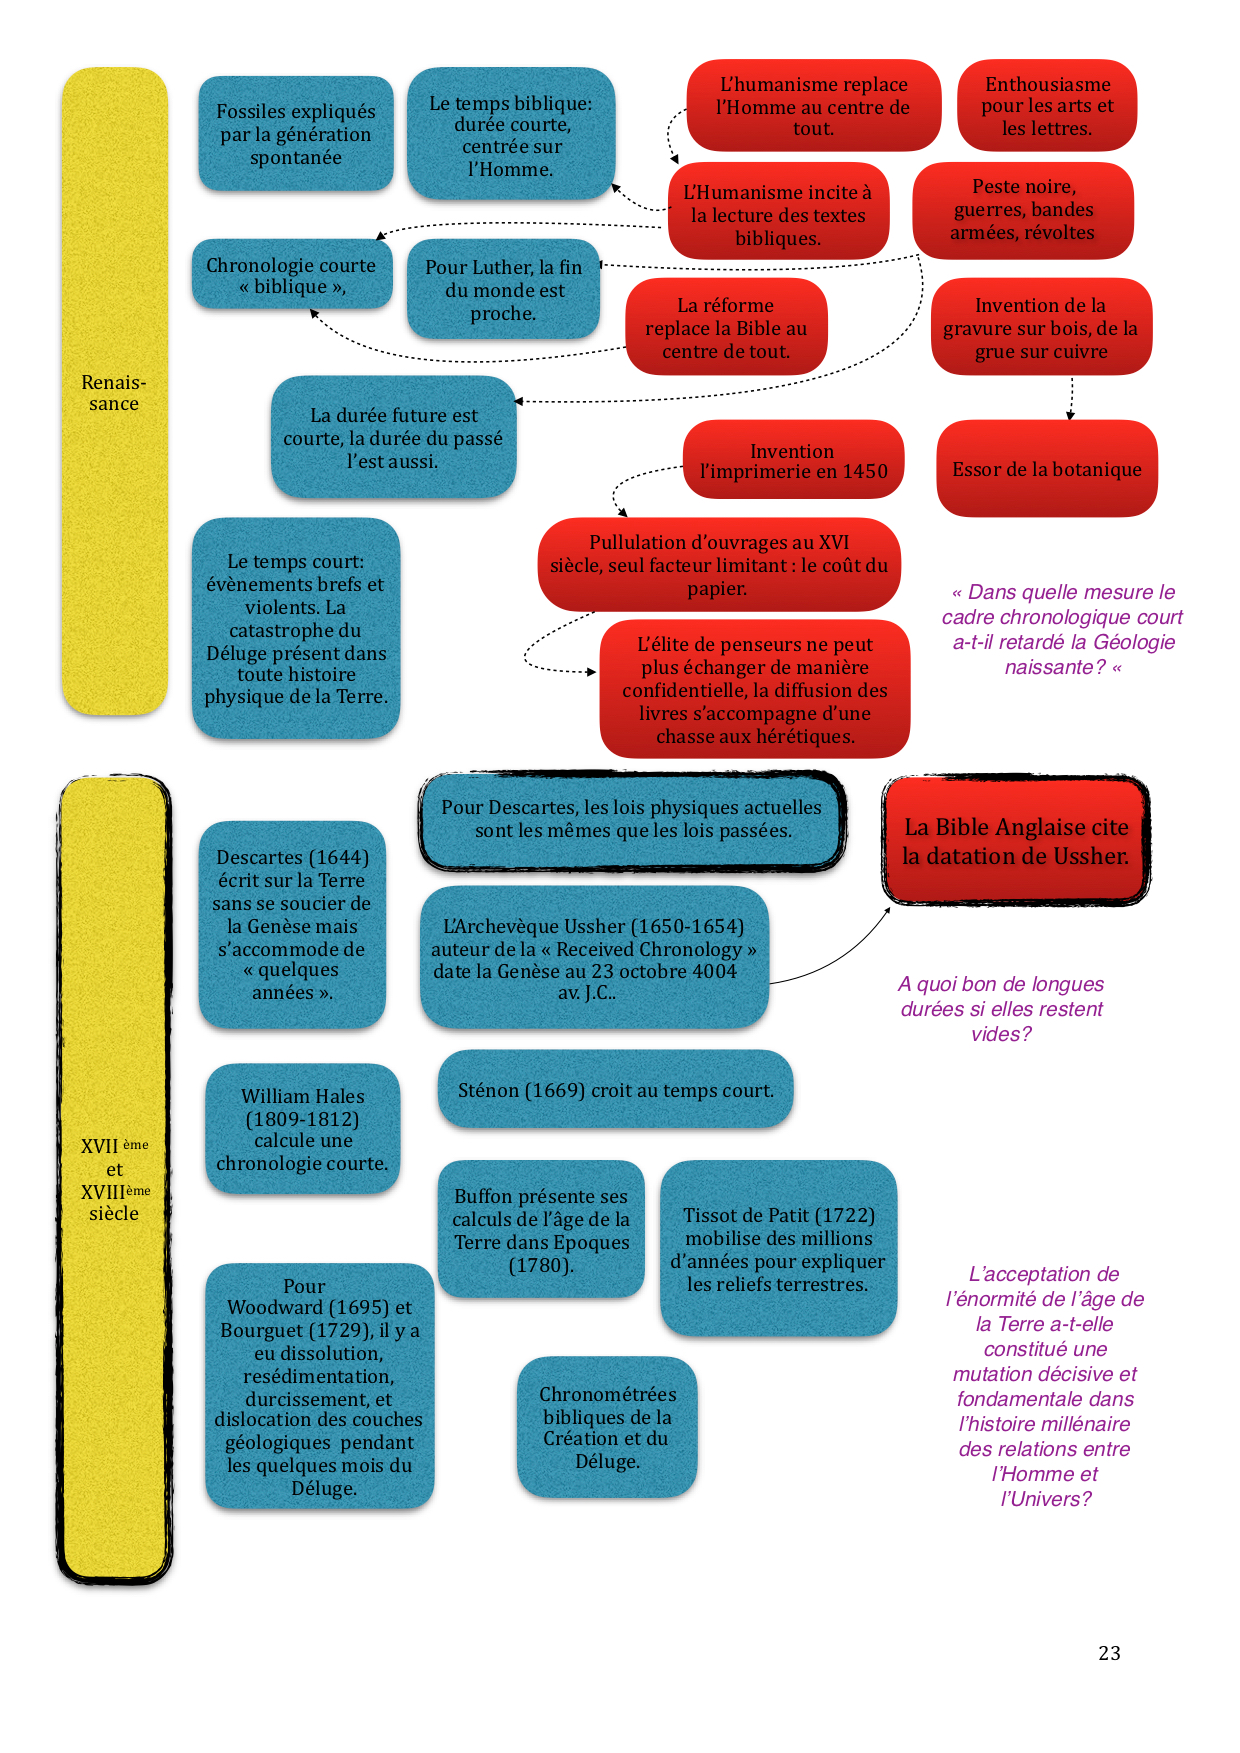 Renais-
sance
Fossiles expliqués
par la génération
spontanée
Le temps biblique:
durée courte,
centrée sur
l’Homme.
L’humanisme replace
l’Homme au centre de
tout.
Enthousiasme
pour les arts et
les lettres.
L’Humanisme incite à
la lecture des textes
bibliques.
Peste noire,
guerres, bandes
armées, révoltes
Chronologie courte
« biblique »,
Pour Luther, la fin
du monde est
proche.
La réforme
replace la Bible au
centre de tout.
Invention de la
gravure sur bois, de la
grue sur cuivre
La durée future est
courte, la durée du passé
l’est aussi.
Invention
l’imprimerie en 1450
Essor de la botanique
Le temps court:
évènements brefs et
violents. La
catastrophe du
Déluge présent dans
toute histoire
physique de la Terre.
Pullulation d’ouvrages au XVI
siècle, seul facteur limitant : le coût du
papier.
« Dans quelle mesure le
cadre chronologique court
a-t-il retardé la Géologie
naissante? «
L’élite de penseurs ne peut
plus échanger de manière
confidentielle, la diffusion des
livres s’accompagne d’une
chasse aux hérétiques.
XVII ème
et
XVIIIème
siècle
Pour Descartes, les lois physiques actuelles
sont les mêmes que les lois passées.
La Bible Anglaise cite
la datation de Ussher.
Descartes (1644)
écrit sur la Terre
sans se soucier de
la Genèse mais
s’accommode de
« quelques
années ».
L’Archevèque Ussher (1650-1654)
auteur de la « Received Chronology »
date la Genèse au 23 octobre 4004
av. J.C..
A quoi bon de longues
durées si elles restent
vides?
William Hales
(1809-1812)
calcule une
chronologie courte.
Sténon (1669) croit au temps court.
Buffon présente ses
calculs de l’âge de la
Terre dans Epoques
(1780).
Tissot de Patit (1722)
mobilise des millions
d’années pour expliquer
les reliefs terrestres.
Pour
Woodward (1695) et
Bourguet (1729), il y a
eu dissolution,
resédimentation,
durcissement, et
dislocation des couches
géologiques  pendant
les quelques mois du
Déluge.
Chronométrées
bibliques de la
Création et du
Déluge.
L’acceptation de
l’énormité de l’âge de
la Terre a-t-elle
constitué une
mutation décisive et
fondamentale dans
l’histoire millénaire
des relations entre
l’Homme et
l’Univers?
23